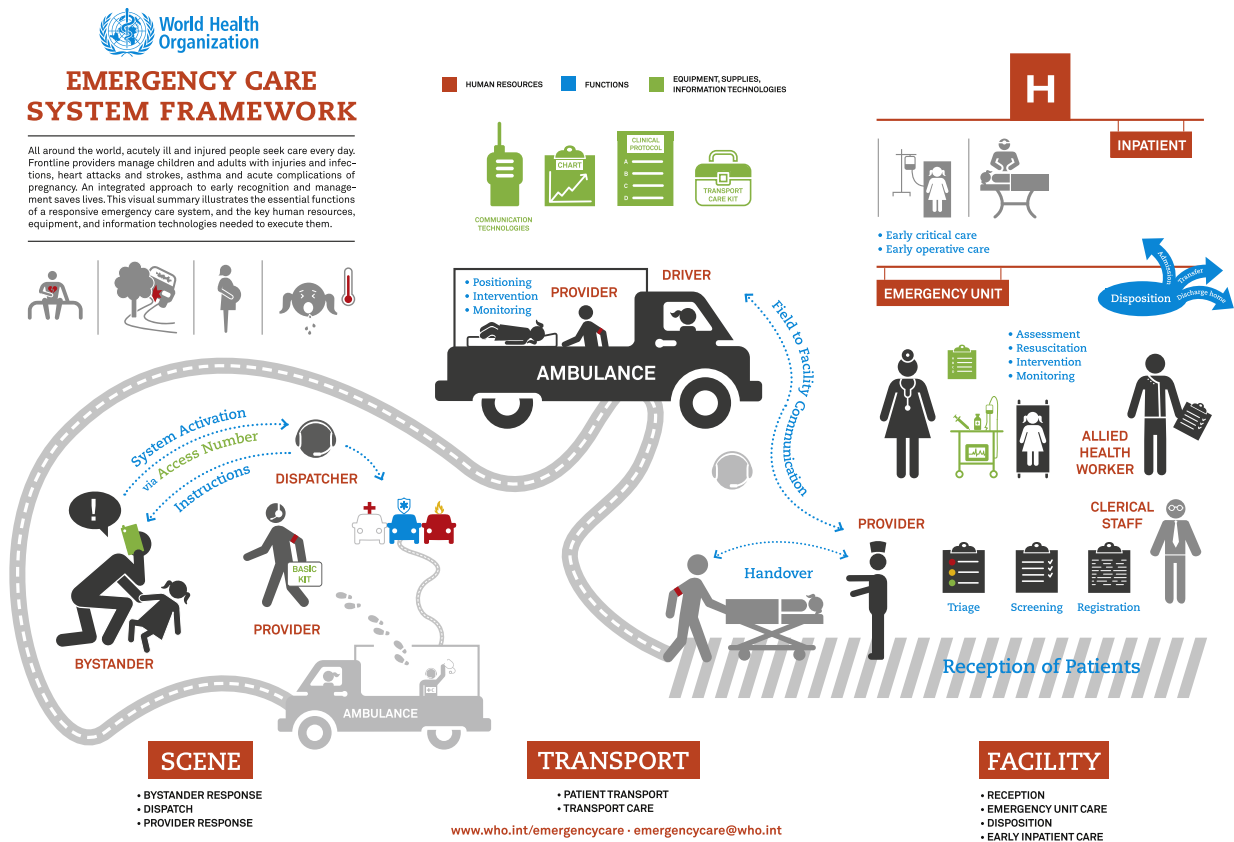 World Health
Organization
EMERGENCY CARE
SYSTEM FRAMEWORK
All around the world, acutely ill and injured people seek care every day.
Frontline providers manage children and adults with injuries and infec-
tions, heart attacks and strokes, asthma and acute complications of
pregnancy. An integrated approach to early recognition and manage-
ment saves lives. This visual summary illustrates the essential functions
of a responsive emergency care system, and the key human resources,
equipment, and information technologies needed to execute them.
HUMAN RESOURCES
FUNCTIONS
EQUIPMENT, SUPPLIES,
INFORMATION TECHNOLOGIES
COMMUNICATION
TECHNOLOGIES
CHART
CLINICAL
PROTOCOL
A
B
C
D
TRANSPORT
CARE KIT
H
INPATIENT
• Early critical care
• Early operative care
EMERGENCY UNIT
Disposition
Admission
Transfer
Discharge home
• Assessment
• Resuscitation
• Intervention
• Monitoring
ALLIED
HEALTH
WORKER
CLERICAL
STAFF
PROVIDER
Triage
Screening
Registration
Reception of Patients
Handover
Field to Facility Communication
DRIVER
• Positioning
• Intervention
• Monitoring
PROVIDER
AMBULANCE
System Activation
via Access Number
Instructions
DISPATCHER
!
BYSTANDER
BASIC
KIT
PROVIDER
AMBULANCE
SCENE
• BYSTANDER RESPONSE
• DISPATCH
• PROVIDER RESPONSE
TRANSPORT
• PATIENT TRANSPORT
• TRANSPORT CARE
www.who.int/emergencycare · emergencycare@who.int
FACILITY
• RECEPTION
• EMERGENCY UNIT CARE
• DISPOSITION
• EARLY INPATIENT CARE